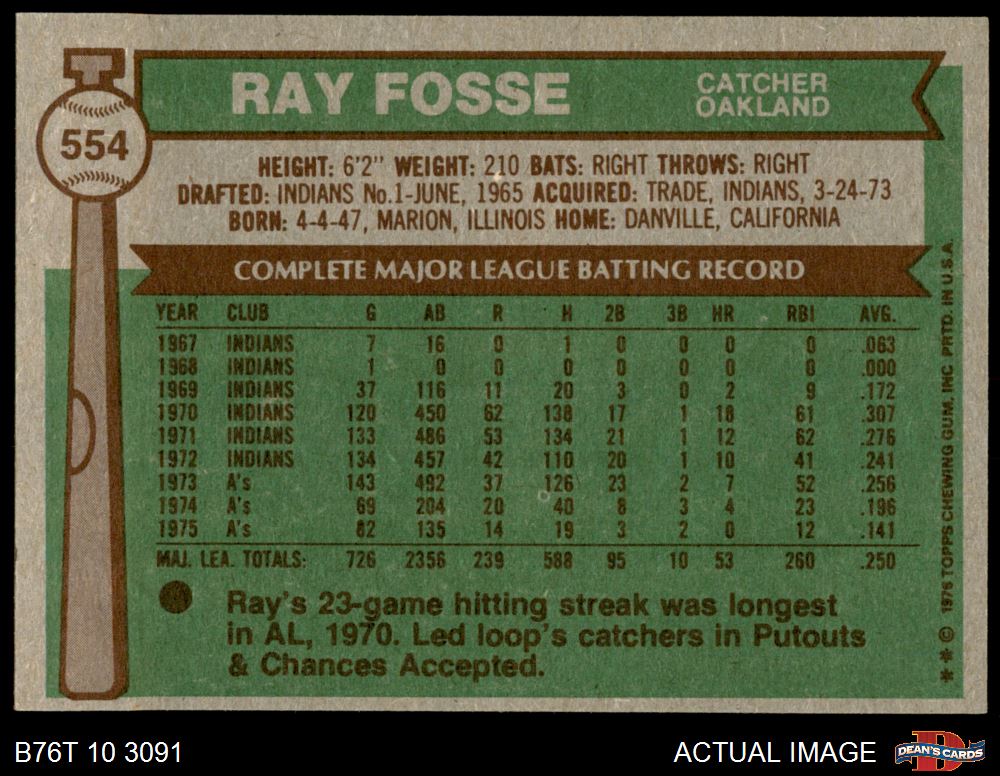 554
RAY FOSSE
CATCHER
OAKLAND
HEIGHT: 6'2" WEIGHT: 210 BATS: RIGHT THROWS: RIGHT
DRAFTED: INDIANS No.1-JUNE, 1965 ACQUIRED: TRADE, INDIANS, 3-24-73
BORN: 4-4-47, MARION, ILLINOIS HOME: DANVILLE, CALIFORNIA
COMPLETE MAJOR LEAGUE BATTING RECORD
YEAR CLUB G AB R H 2B 3B HR RBI AVG.
1967 INDIANS 7 16 0 1 0 0 0 0 .063
1968 INDIANS 1 0 0 0 0 0 0 0 .000
1969 INDIANS 37 116 11 20 3 0 2 9 .172
1970 INDIANS 120 450 62 138 17 1 18 61 .307
1971 INDIANS 133 486 53 134 21 1 12 62 .276
1972 INDIANS 134 457 42 110 20 1 10 41 .241
1973 A's 143 492 37 126 23 2 7 52 .256
1974 A's 69 204 20 40 8 3 4 23 .196
1975 A's 82 135 14 19 3 2 0 12 .141
MAJ. LEA. TOTALS: 726 2356 239 588 95 10 53 260 .250
Ray's 23-game hitting streak was longest
in AL, 1970. Led loop's catchers in Putouts
& Chances Accepted.
** © 1976 TOPPS CHEWING GUM, INC PRTD. IN U.S.A.
B76T 10 3091
ACTUAL IMAGE
DEAN'S CARDS